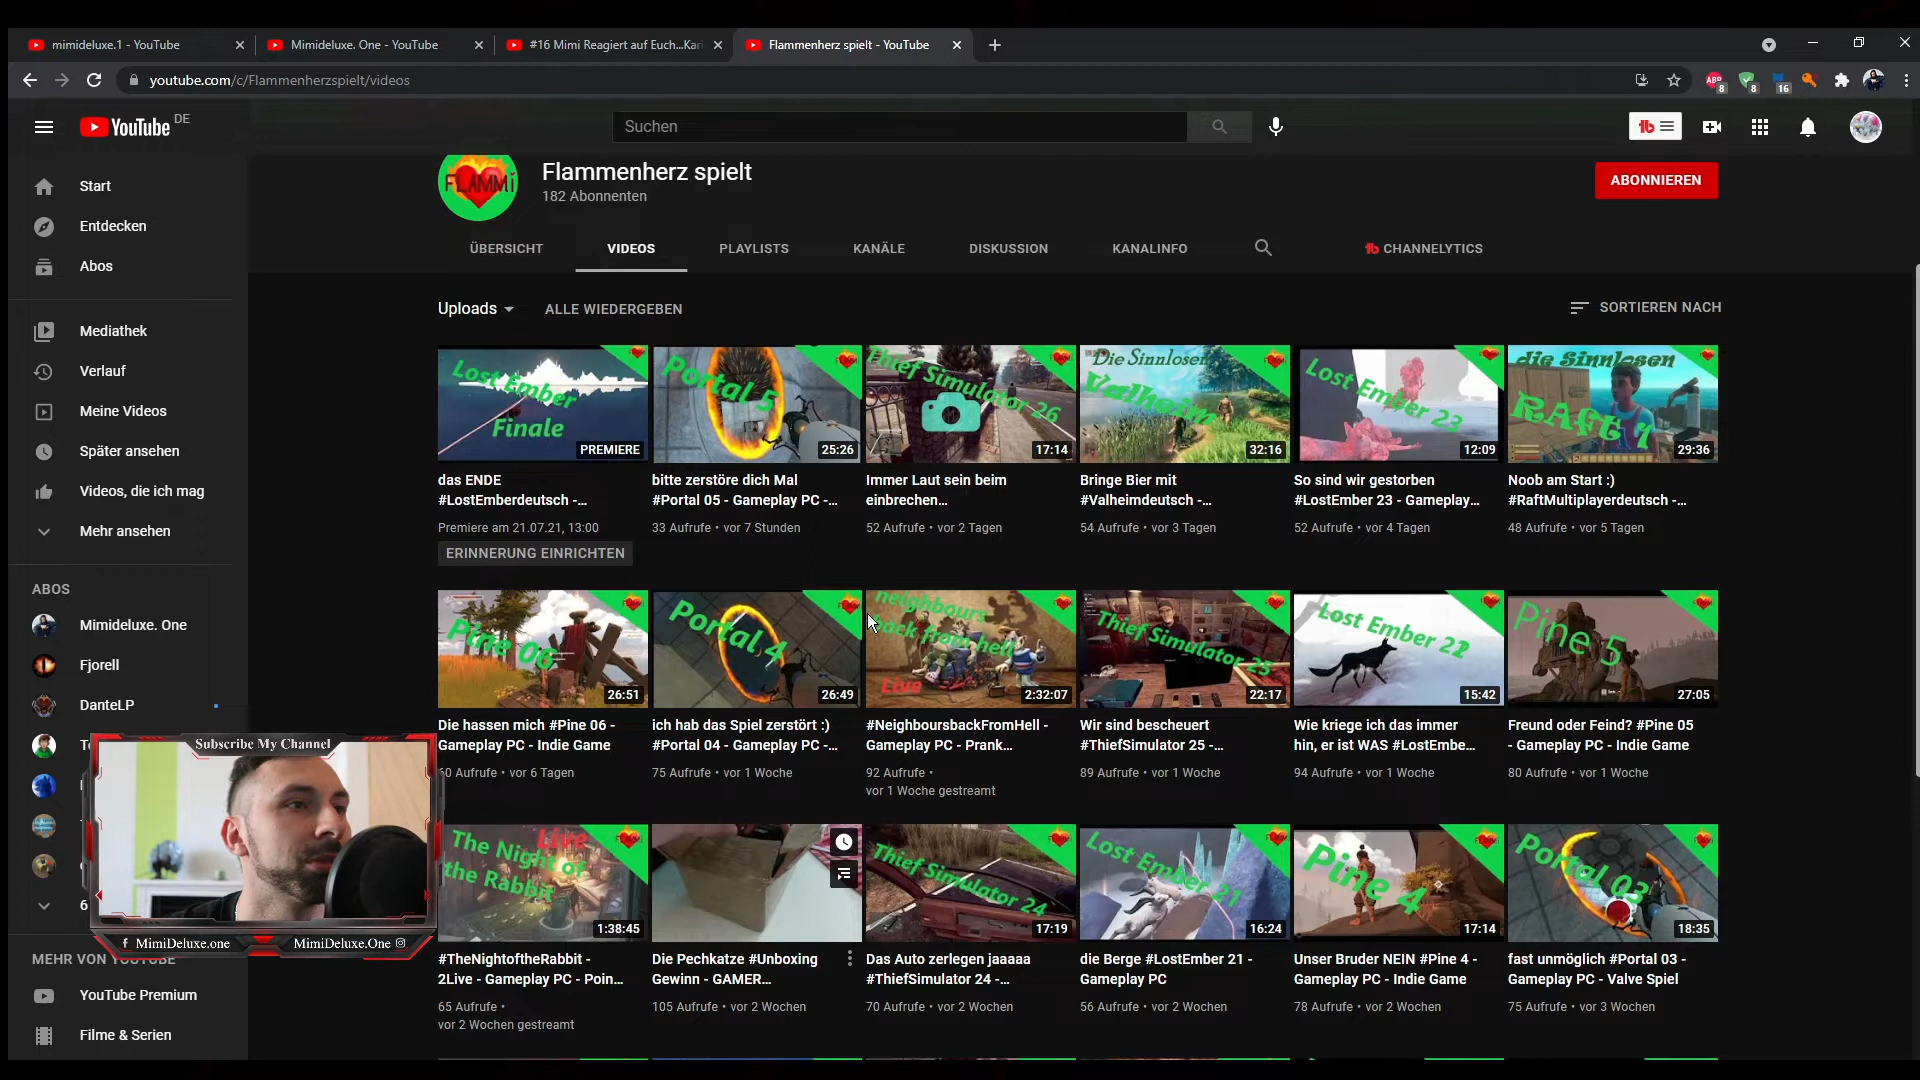 mimideluxe.1 - YouTube
Mimideluxe. One - YouTube
#16 Mimi Reagiert auf Euch...Kari
Flammenherz spielt - YouTube
youtube.com/c/Flammenherzspielt/videos
ABP
8
8
16
YouTube DE
Suchen
tb
Start
Entdecken
Abos
Mediathek
Verlauf
Meine Videos
Später ansehen
Videos, die ich mag
Mehr ansehen
ABOS
Mimideluxe. One
Fjorell
DanteLP
6
MEHR VON YOUTUBE
YouTube Premium
Filme & Serien
Subscribe My Channel
MimiDeluxe.one
MimiDeluxe.One
FLAMMI
Flammenherz spielt
182 Abonnenten
ABONNIEREN
ÜBERSICHT
VIDEOS
PLAYLISTS
KANÄLE
DISKUSSION
KANALINFO
tb CHANNELYTICS
Uploads
ALLE WIEDERGEBEN
SORTIEREN NACH
Lost Ember
Finale
PREMIERE
das ENDE
#LostEmberdeutsch -...
Premiere am 21.07.21, 13:00
ERINNERUNG EINRICHTEN
Portal 5
25:26
bitte zerstöre dich Mal
#Portal 05 - Gameplay PC -...
33 Aufrufe • vor 7 Stunden
Thief Simulator 26
17:14
Immer Laut sein beim
einbrechen...
52 Aufrufe • vor 2 Tagen
Die Sinnlosen
Valheim
32:16
Bringe Bier mit
#Valheimdeutsch -...
54 Aufrufe • vor 3 Tagen
Lost Ember 23
12:09
So sind wir gestorben
#LostEmber 23 - Gameplay...
52 Aufrufe • vor 4 Tagen
die Sinnlosen
RAft 1
29:36
Noob am Start :)
#RaftMultiplayerdeutsch -...
48 Aufrufe • vor 5 Tagen
Pine 06
26:51
Die hassen mich #Pine 06 -
Gameplay PC - Indie Game
60 Aufrufe • vor 6 Tagen
Portal 4
26:49
ich hab das Spiel zerstört :)
#Portal 04 - Gameplay PC -...
75 Aufrufe • vor 1 Woche
neighbours
back from hell
Live
2:32:07
#NeighboursbackFromHell -
Gameplay PC - Prank...
92 Aufrufe •
vor 1 Woche gestreamt
Thief Simulator 25
22:17
Wir sind bescheuert
#ThiefSimulator 25 -...
89 Aufrufe • vor 1 Woche
Lost Ember 22
15:42
Wie kriege ich das immer
hin, er ist WAS #LostEmbe...
94 Aufrufe • vor 1 Woche
Pine 5
27:05
Freund oder Feind? #Pine 05
- Gameplay PC - Indie Game
80 Aufrufe • vor 1 Woche
Live
The Night of
the Rabbit
1:38:45
#TheNightoftheRabbit -
2Live - Gameplay PC - Poin...
65 Aufrufe •
vor 2 Wochen gestreamt
Die Pechkatze #Unboxing
Gewinn - GAMER...
105 Aufrufe • vor 2 Wochen
Thief Simulator 24
17:19
Das Auto zerlegen jaaaaa
#ThiefSimulator 24 -...
70 Aufrufe • vor 2 Wochen
Lost Ember 21
16:24
die Berge #LostEmber 21 -
Gameplay PC
56 Aufrufe • vor 2 Wochen
Pine 4
17:14
Unser Bruder NEIN #Pine 4 -
Gameplay PC - Indie Game
78 Aufrufe • vor 2 Wochen
Portal 03
18:35
fast unmöglich #Portal 03 -
Gameplay PC - Valve Spiel
75 Aufrufe • vor 3 Wochen